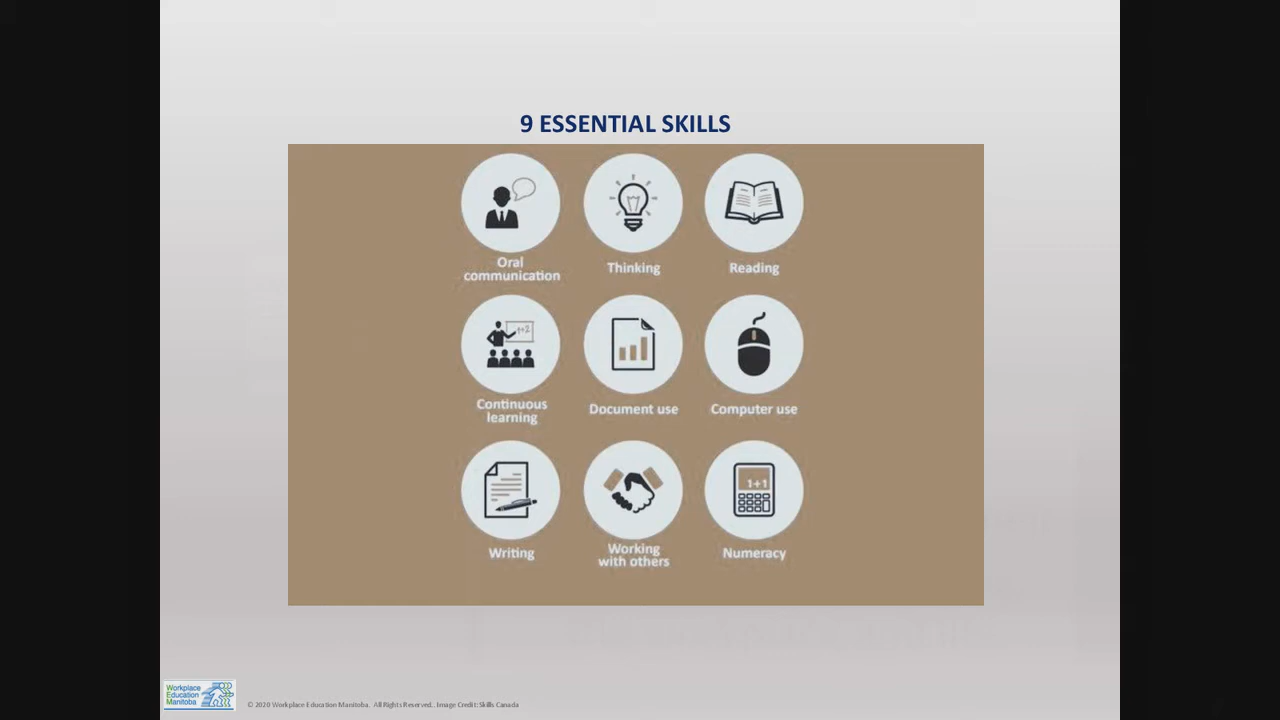 9 ESSENTIAL SKILLS
Oral
communication
Thinking
Reading
1+2
Continuous
learning
Document use
Computer use
1+1
Writing
Working
with others
Numeracy
Workplace
Education
Manitoba
© 2020 Workplace Education Manitoba. All Rights Reserved.. Image Credit: Skills Canada